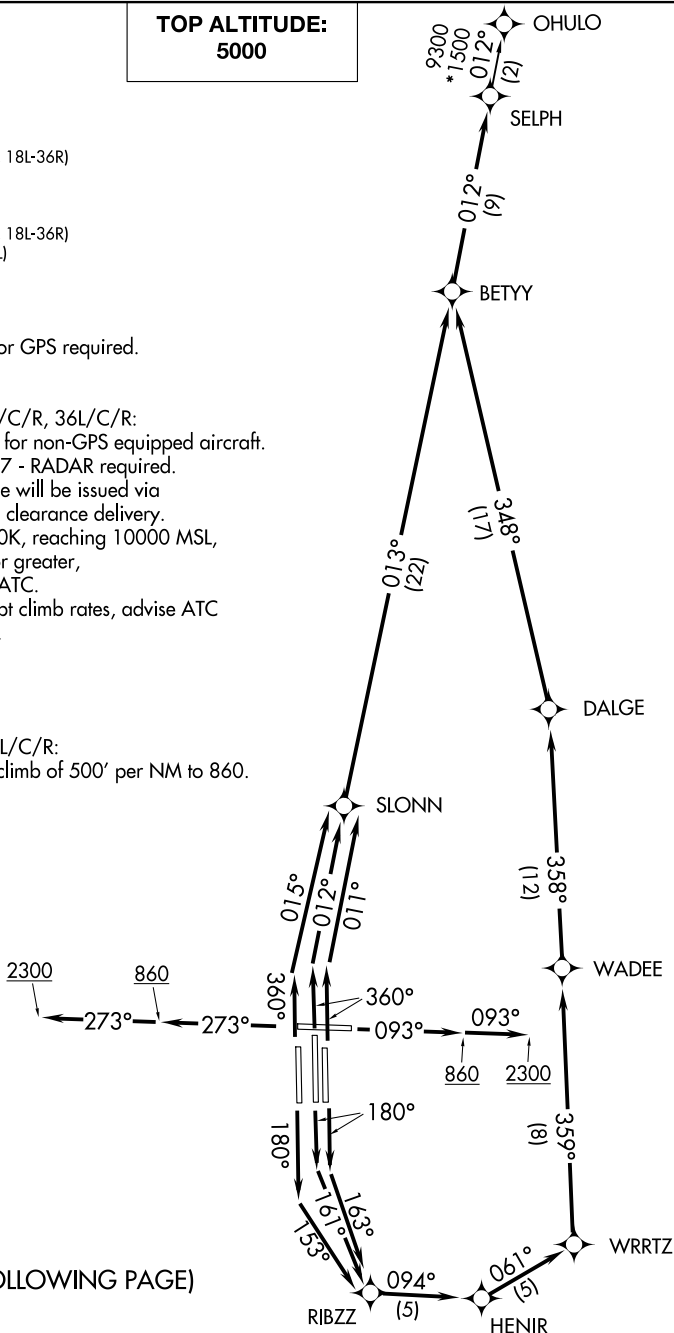 TOP ALTITUDE:
5000
OHULO
9300
*1500
012°
(2)
SELPH
18L-36R)
012°
(9)
18L-36R)
BETYY
or GPS required.
/C/R, 36L/C/R:
for non-GPS equipped aircraft.
7 - RADAR required.
e will be issued via
clearance delivery.
0K, reaching 10000 MSL,
or greater,
ATC.
pt climb rates, advise ATC
348°
(17)
013°
(22)
DALGE
L/C/R:
climb of 500' per NM to 860.
SLONN
015°
012°
011°
358°
(12)
WADEE
2300
860
360°
360°
273°
273°
093°
093°
860
2300
180°
180°
359°
(8)
153°
161°
163°
WRRTZ
OLLOWING PAGE)
094°
(5)
061°
(5)
RIBZZ
HENIR